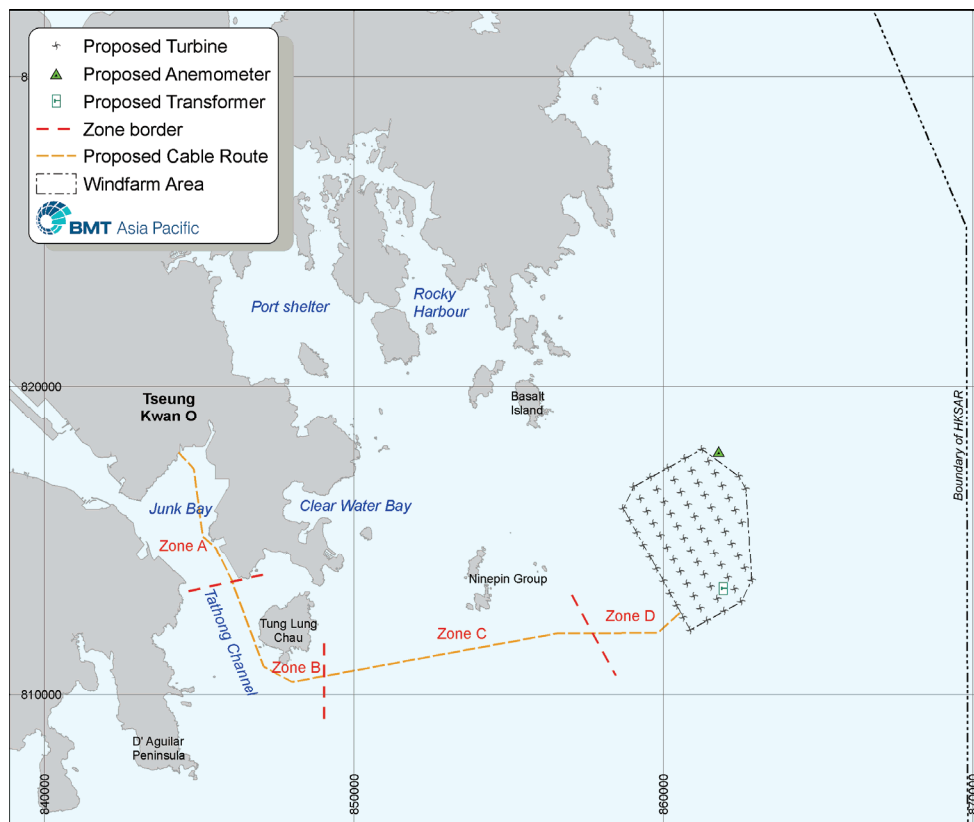 Proposed Turbine
Proposed Anemometer
Proposed Transformer
Zone border
Proposed Cable Route
Windfarm Area
BMT Asia Pacific
Port shelter
Rocky
Harbour
820000
Tseung
Kwan O
Basalt
Island
Boundary of HKSAR
Junk Bay
Clear Water Bay
Zone A
Ninepin Group
Tathong Channel
Tung Lung
Chau
Zone D
Zone C
Zone B
810000
D' Aguilar
Peninsula
840000
850000
860000